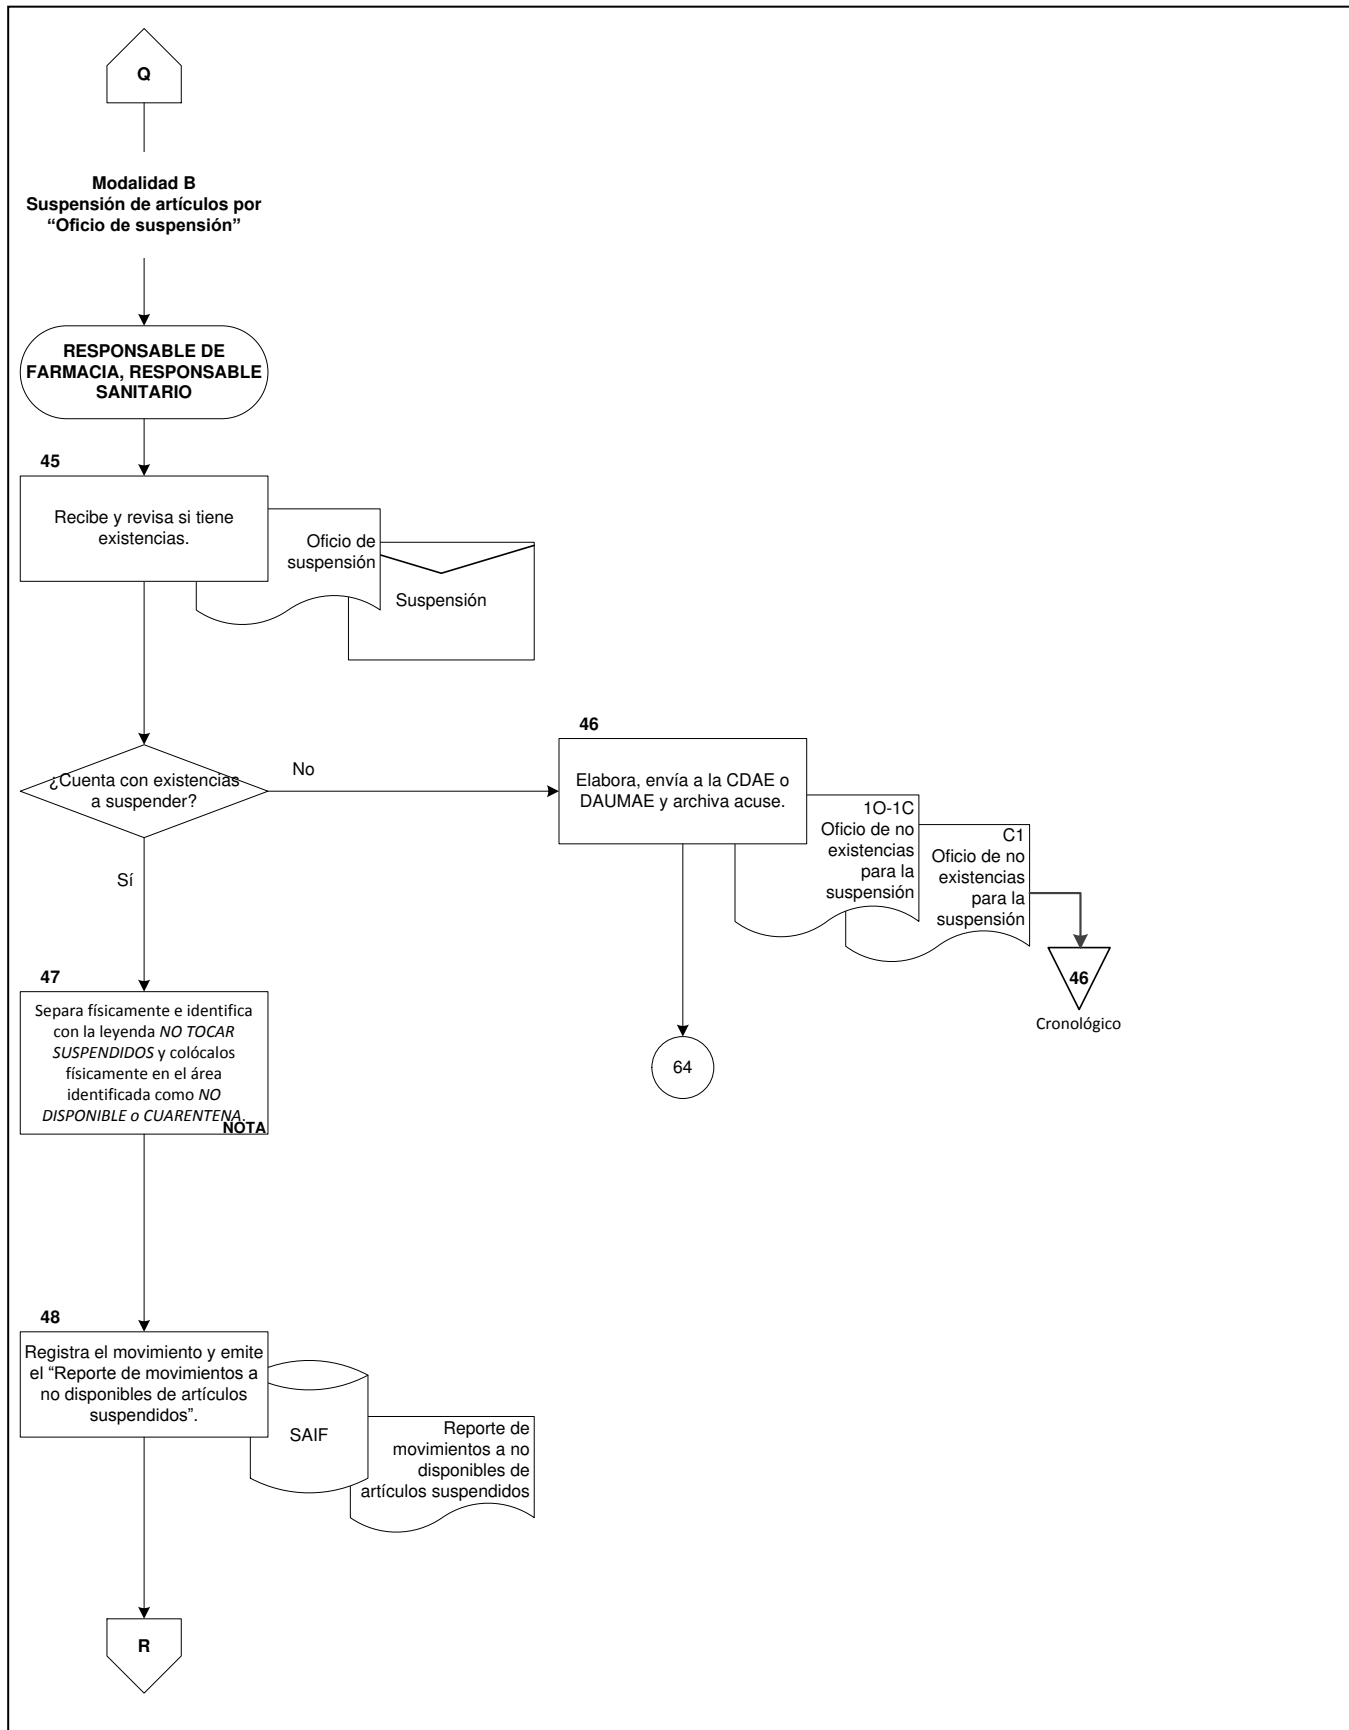 Q
Modalidad B
Suspensión de artículos por
“Oficio de suspensión”
RESPONSABLE DE
FARMACIA, RESPONSABLE
SANITARIO
45
Recibe y revisa si tiene
existencias.
Oficio de
suspensión
Suspensión
¿Cuenta con existencias
a suspender?
No
Sí
46
Elabora, envía a la CDAE o
DAUMAE y archiva acuse.
1O-1C
Oficio de no
existencias
para la
suspensión
C1
Oficio de no
existencias
para la
suspensión
46
Cronológico
64
47
Separa físicamente e identifica
con la leyenda NO TOCAR
SUSPENDIDOS y colócalos
físicamente en el área
identificada como NO
DISPONIBLE o CUARENTENA.
NOTA
48
Registra el movimiento y emite
el “Reporte de movimientos a
no disponibles de artículos
suspendidos”.
SAIF
Reporte de
movimientos a no
disponibles de
artículos suspendidos
R